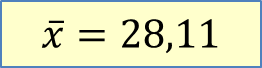 x̄ = 28,11